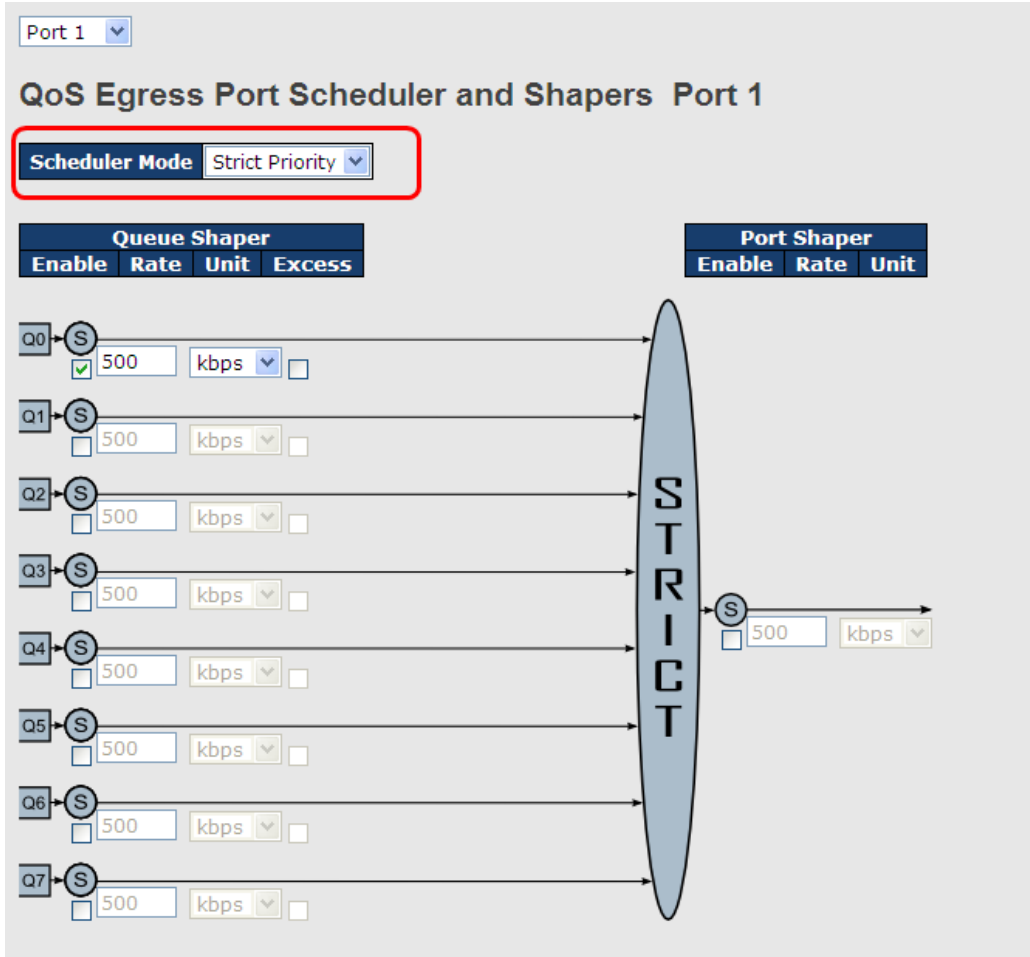 Port 1
QoS Egress Port Scheduler and Shapers Port 1
Scheduler Mode Strict Priority
Queue Shaper
Enable Rate Unit Excess
Port Shaper
Enable Rate Unit
Q0 S
500 kbps
Q1 S
500 kbps
Q2 S
500 kbps
Q3 S
500 kbps
Q4 S
500 kbps
Q5 S
500 kbps
Q6 S
500 kbps
Q7 S
500 kbps
STRICT
S
500 kbps